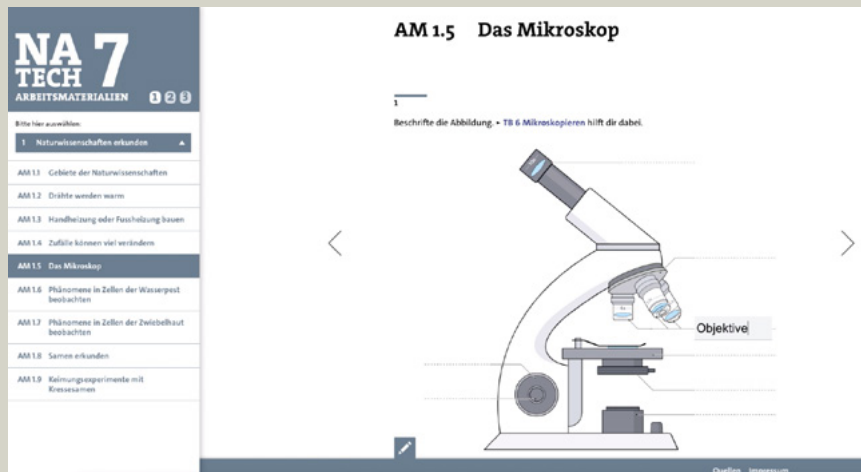 NA 7
TECH
ARBEITSMATERIALIEN 1 2 3
Bitte hier auswählen:
1 Naturwissenschaften erkunden
AM 1.1 Gebiete der Naturwissenschaften
AM 1.2 Drähte werden warm
AM 1.3 Handheizung oder Fussheizung bauen
AM 1.4 Zufälle können viel verändern
AM 1.5 Das Mikroskop
AM 1.6 Phänomene in Zellen der Wasserpest
beobachten
AM 1.7 Phänomene in Zellen der Zwiebelhaut
beobachten
AM 1.8 Samen erkunden
AM 1.9 Keimungsexperimente mit
Kressesamen
AM 1.5 Das Mikroskop
1
Beschrifte die Abbildung. • TB 6 Mikroskopieren hilft dir dabei.
Objektive
Quellen Impressum